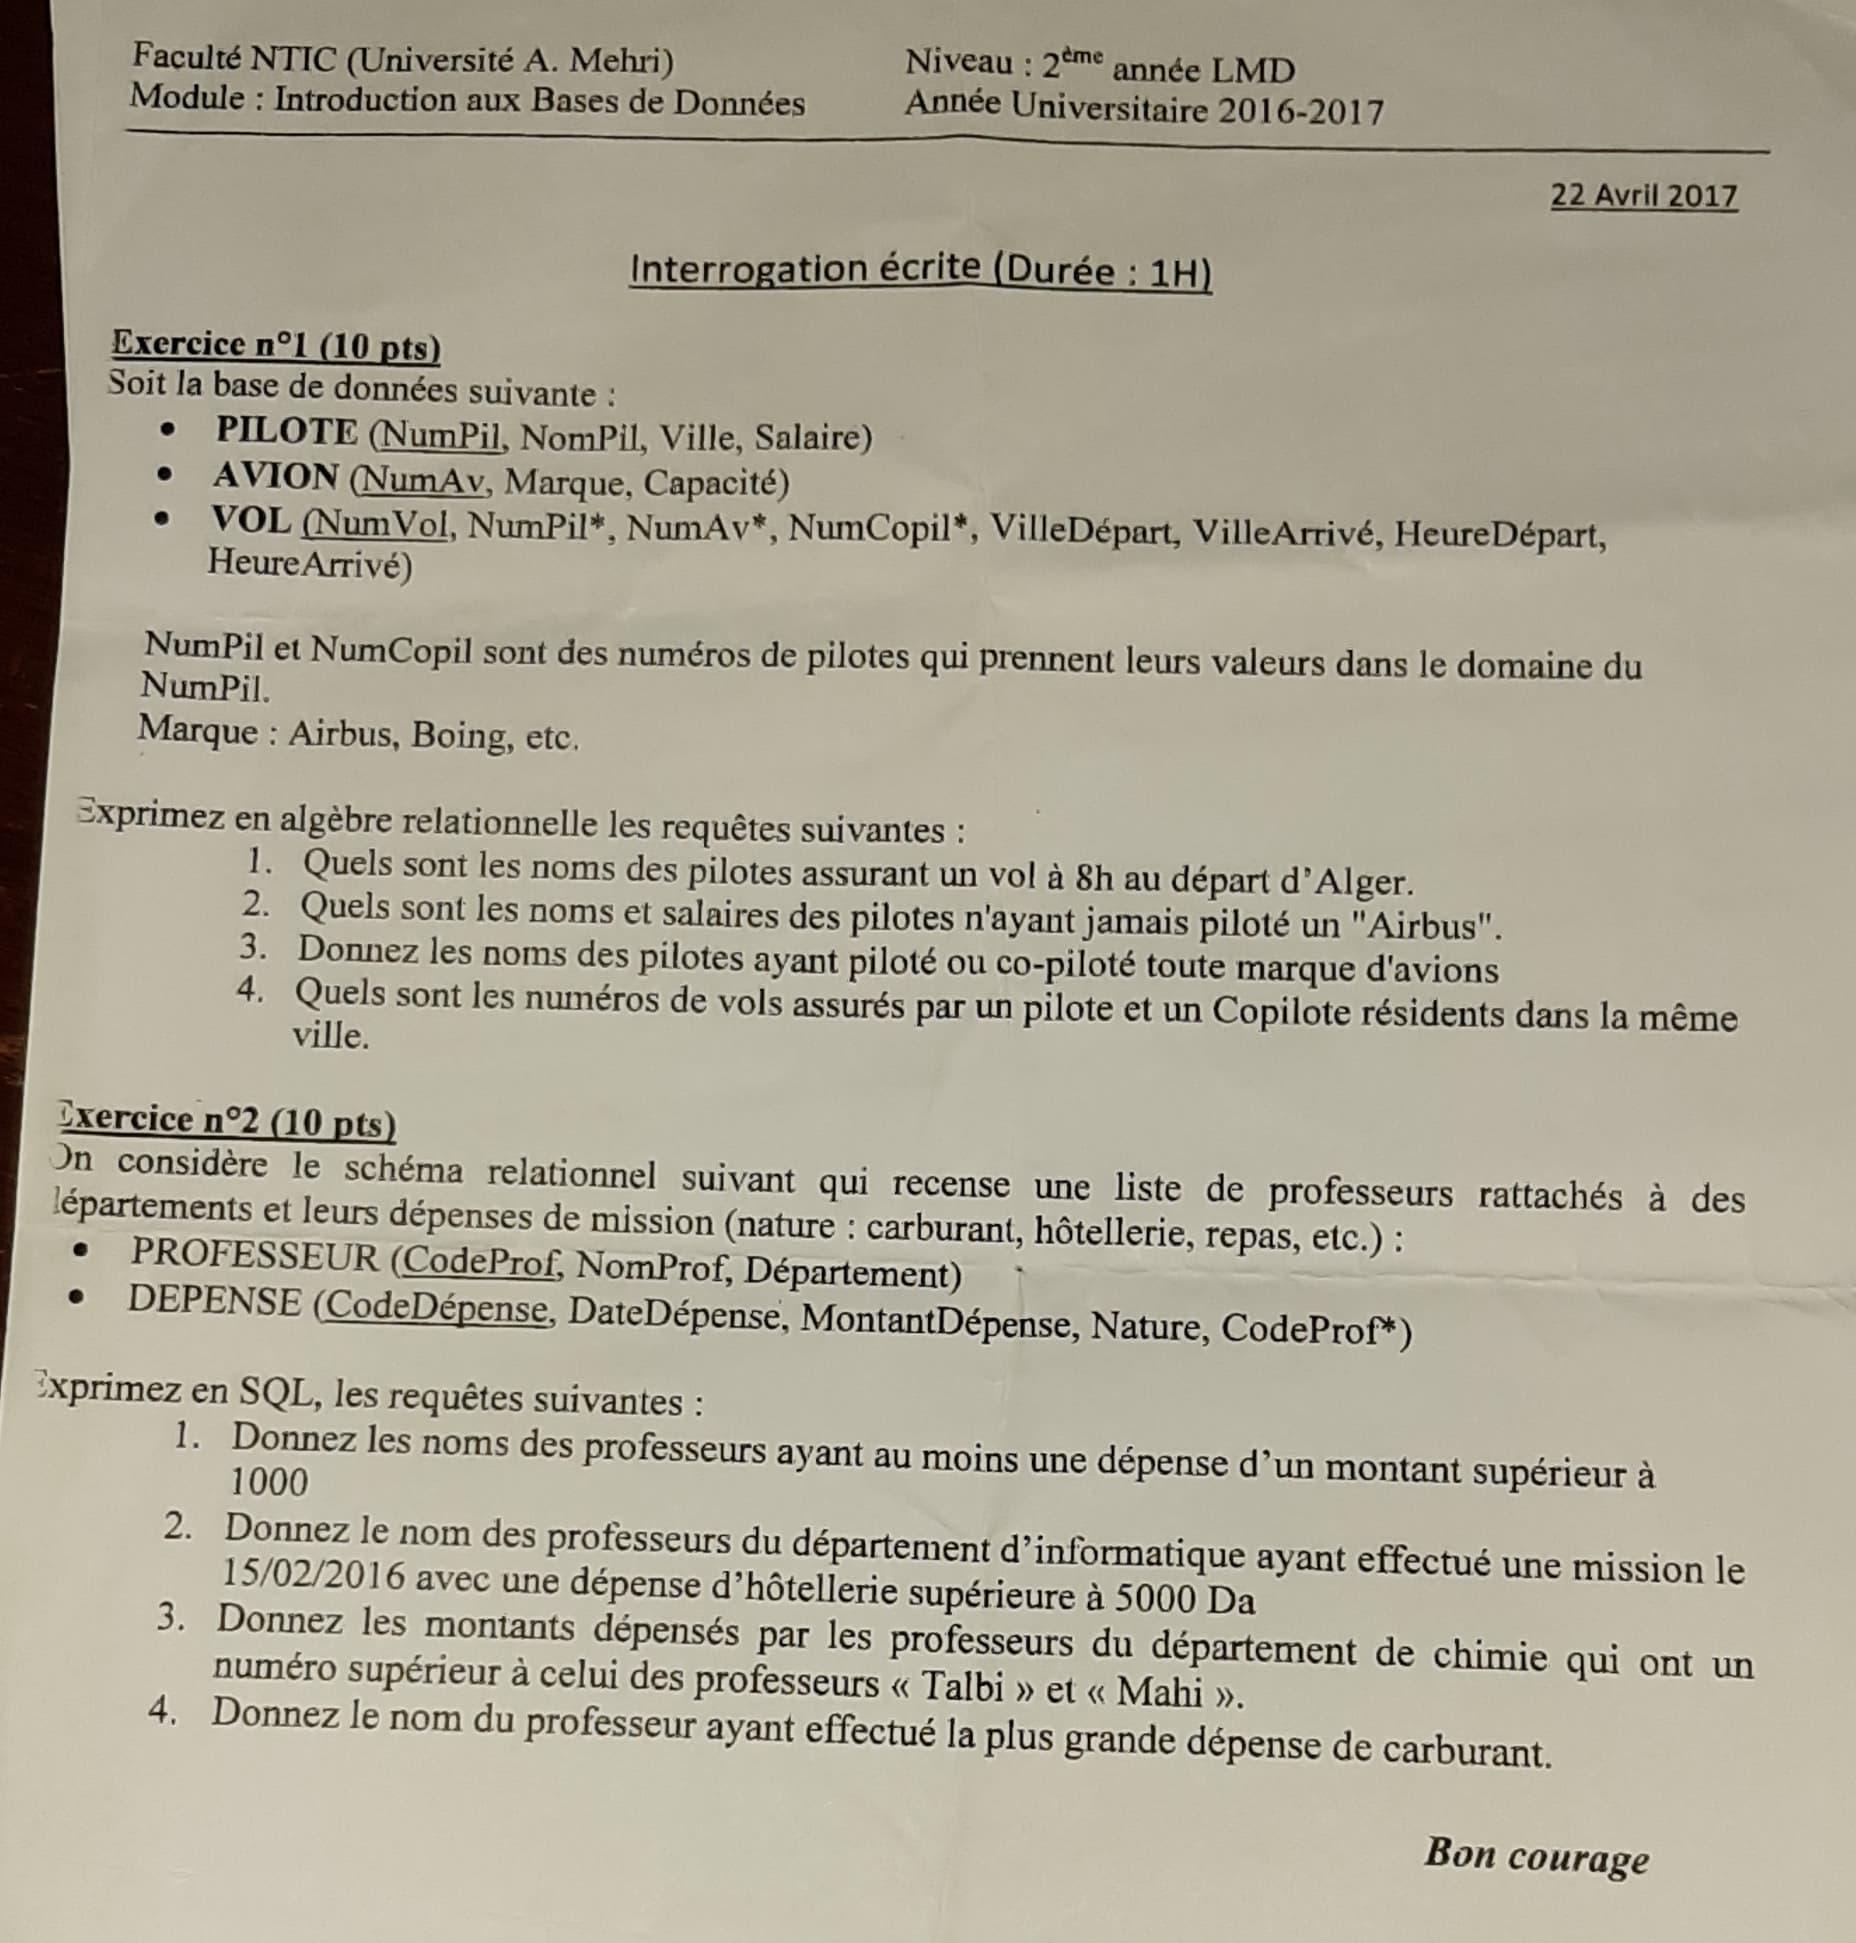 Faculté NTIC (Université A. Mehri) Niveau : 2ème année LMD
Module : Introduction aux Bases de Données Année Universitaire 2016-2017
22 Avril 2017
Interrogation écrite (Durée : 1H)
Exercice n°1 (10 pts)
Soit la base de données suivante :
• PILOTE (NumPil, NomPil, Ville, Salaire)
• AVION (NumAv, Marque, Capacité)
• VOL (NumVol, NumPil*, NumAv*, NumCopil*, VilleDépart, VilleArrivé, HeureDépart,
HeureArrivé)
NumPil et NumCopil sont des numéros de pilotes qui prennent leurs valeurs dans le domaine du
NumPil.
Marque : Airbus, Boing, etc.
Exprimez en algèbre relationnelle les requêtes suivantes :
1. Quels sont les noms des pilotes assurant un vol à 8h au départ d’Alger.
2. Quels sont les noms et salaires des pilotes n'ayant jamais piloté un "Airbus".
3. Donnez les noms des pilotes ayant piloté ou co-piloté toute marque d'avions
4. Quels sont les numéros de vols assurés par un pilote et un Copilote résidents dans la même
ville.
Exercice n°2 (10 pts)
On considère le schéma relationnel suivant qui recense une liste de professeurs rattachés à des
départements et leurs dépenses de mission (nature : carburant, hôtellerie, repas, etc.) :
• PROFESSEUR (CodeProf, NomProf, Département)
• DEPENSE (CodeDépense, DateDépense, MontantDépense, Nature, CodeProf*)
Exprimez en SQL, les requêtes suivantes :
1. Donnez les noms des professeurs ayant au moins une dépense d’un montant supérieur à
1000
2. Donnez le nom des professeurs du département d’informatique ayant effectué une mission le
15/02/2016 avec une dépense d’hôtellerie supérieure à 5000 Da
3. Donnez les montants dépensés par les professeurs du département de chimie qui ont un
numéro supérieur à celui des professeurs « Talbi » et « Mahi ».
4. Donnez le nom du professeur ayant effectué la plus grande dépense de carburant.
Bon courage